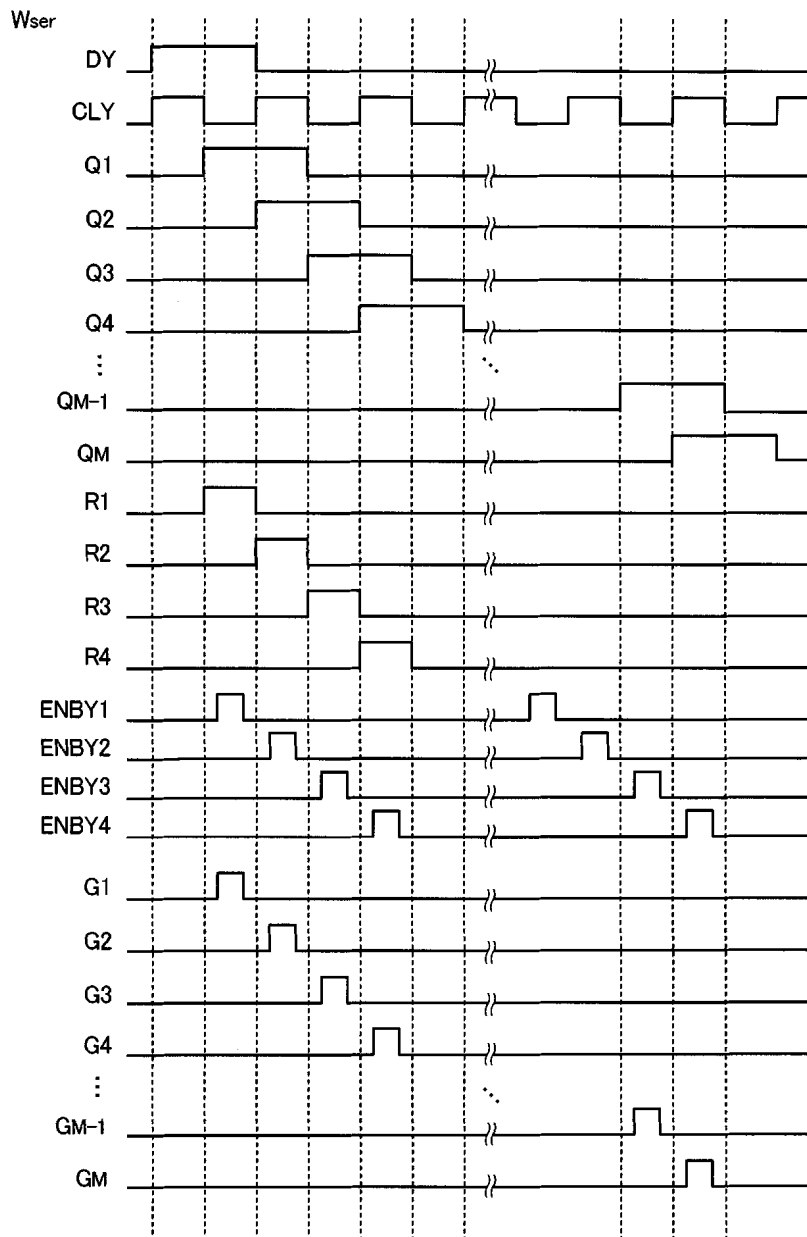 Wser
DY
CLY
Q1
Q2
Q3
Q4
⋮
⋱
QM-1
QM
R1
R2
R3
R4
ENBY1
ENBY2
ENBY3
ENBY4
G1
G2
G3
G4
⋮
⋱
GM-1
GM